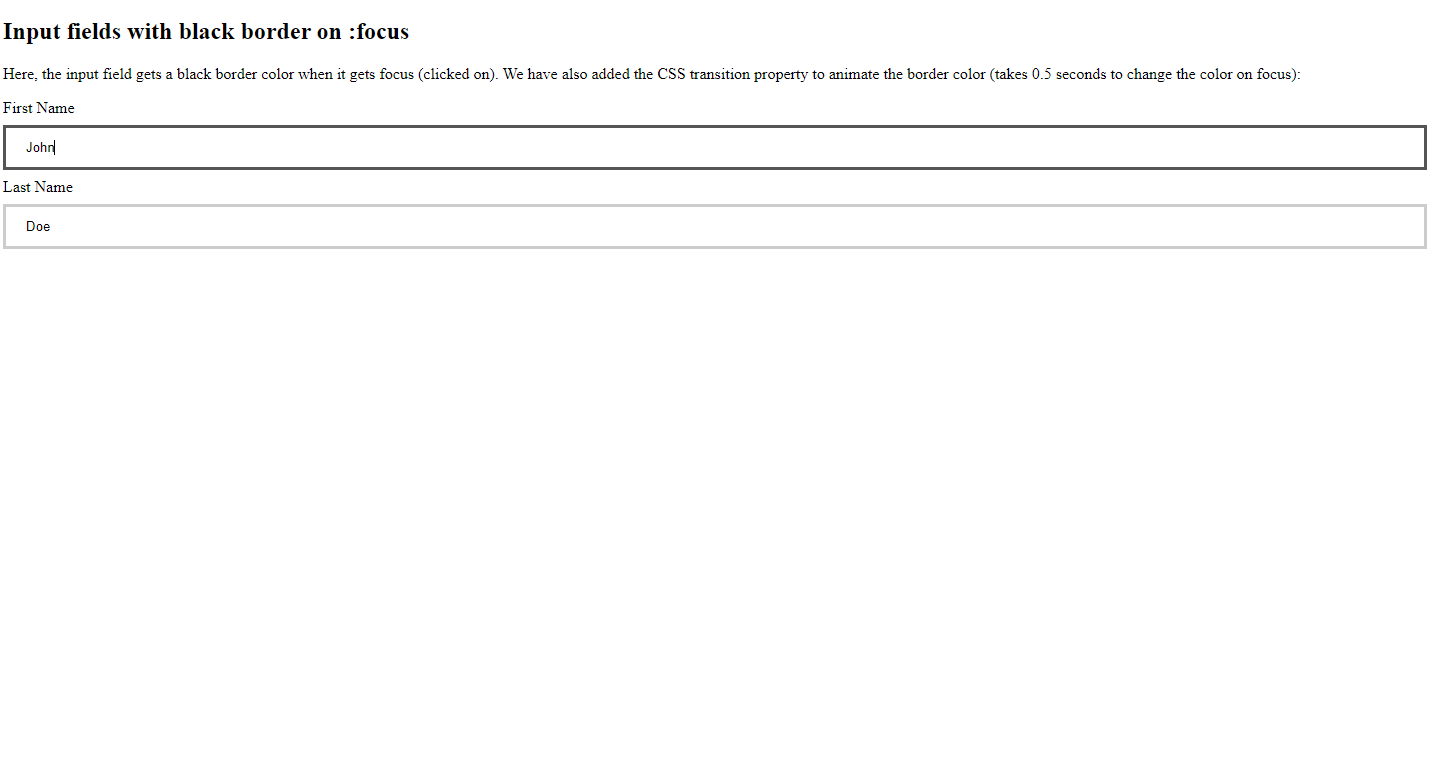 Input fields with black border on :focus
Here, the input field gets a black border color when it gets focus (clicked on). We have also added the CSS transition property to animate the border color (takes 0.5 seconds to change the color on focus):
First Name
John
Last Name
Doe